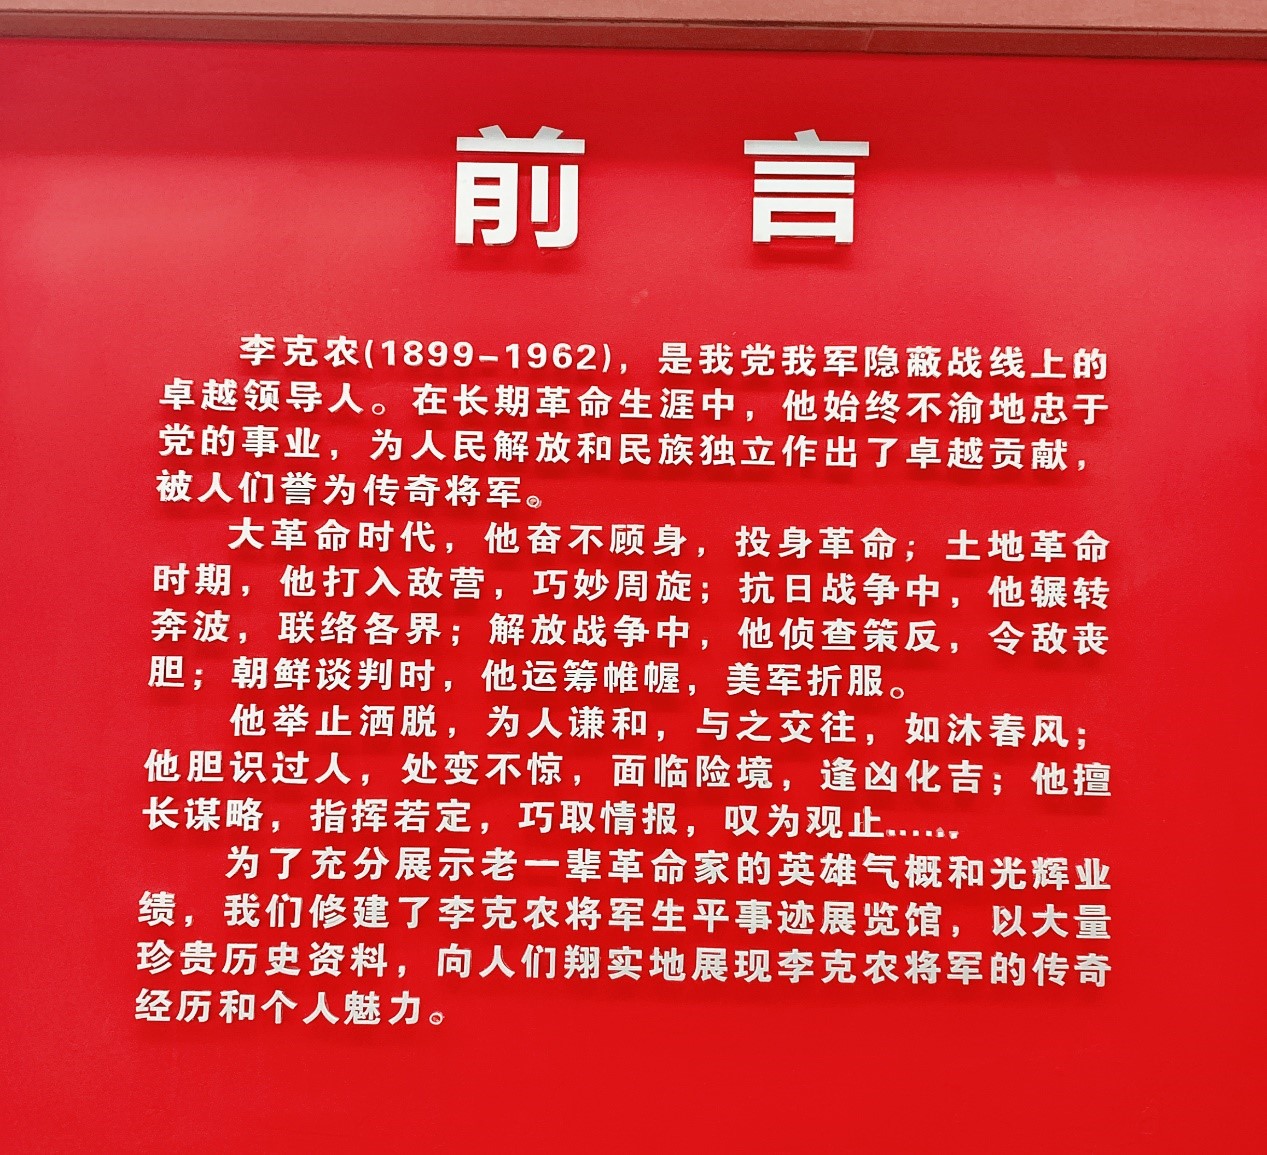 前言
李克农(1899-1962)，是我党我军隐蔽战线上的
卓越领导人。在长期革命生涯中，他始终不渝地忠于
党的事业，为人民解放和民族独立作出了卓越贡献，
被人们誉为传奇将军。
大革命时代，他奋不顾身，投身革命；土地革命
时期，他打入敌营，巧妙周旋；抗日战争中，他辗转
奔波，联络各界；解放战争中，他侦查策反，令敌丧
胆；朝鲜谈判时，他运筹帷幄，美军折服。
他举止洒脱，为人谦和，与之交往，如沐春风；
他胆识过人，处变不惊，面临险境，逢凶化吉；他擅
长谋略，指挥若定，巧取情报，叹为观止……
为了充分展示老一辈革命家的英雄气概和光辉业
绩，我们修建了李克农将军生平事迹展览馆，以大量
珍贵历史资料，向人们翔实地展现李克农将军的传奇
经历和个人魅力。